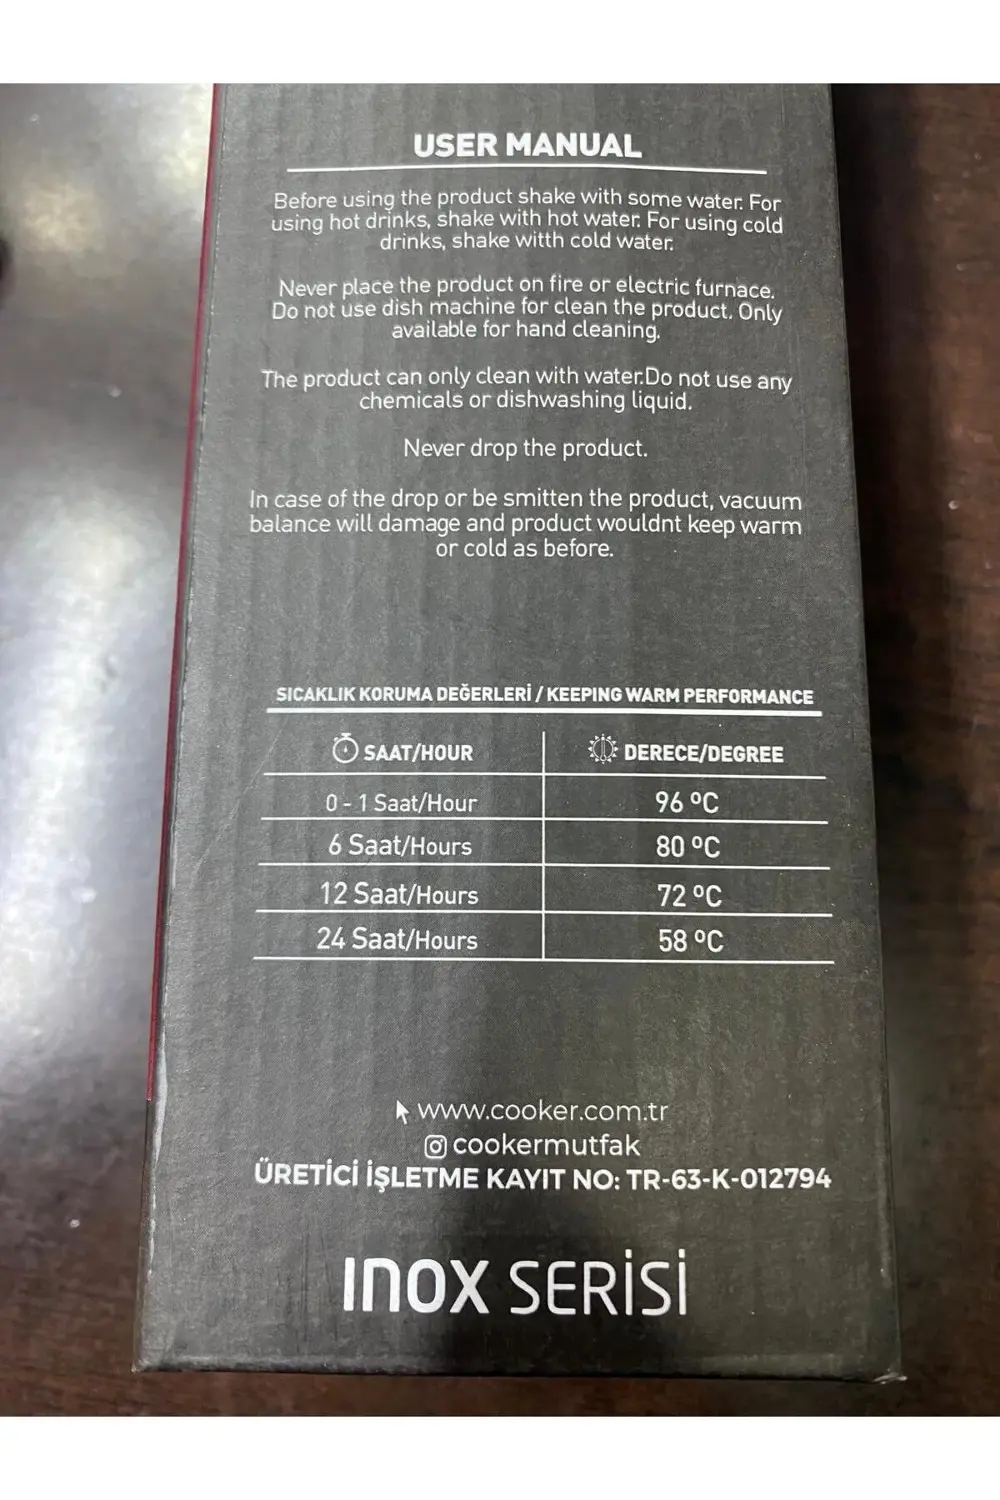 USER MANUAL
Before using the product shake with some water. For
using hot drinks, shake with hot water. For using cold
drinks, shake witth cold water.
Never place the product on fire or electric furnace.
Do not use dish machine for clean the product. Only
available for hand cleaning.
The product can only clean with water.Do not use any
chemicals or dishwashing liquid.
Never drop the product.
In case of the drop or be smitten the product, vacuum
balance will damage and product wouldnt keep warm
or cold as before.
SICAKLIK KORUMA DEĞERLERİ / KEEPING WARM PERFORMANCE
SAAT/HOUR DERECE/DEGREE
0 - 1 Saat/Hour 96 ºC
6 Saat/Hours 80 ºC
12 Saat/Hours 72 ºC
24 Saat/Hours 58 ºC
www.cooker.com.tr
cookermutfak
ÜRETİCİ İŞLETME KAYIT NO: TR-63-K-012794
INOX SERİSİ